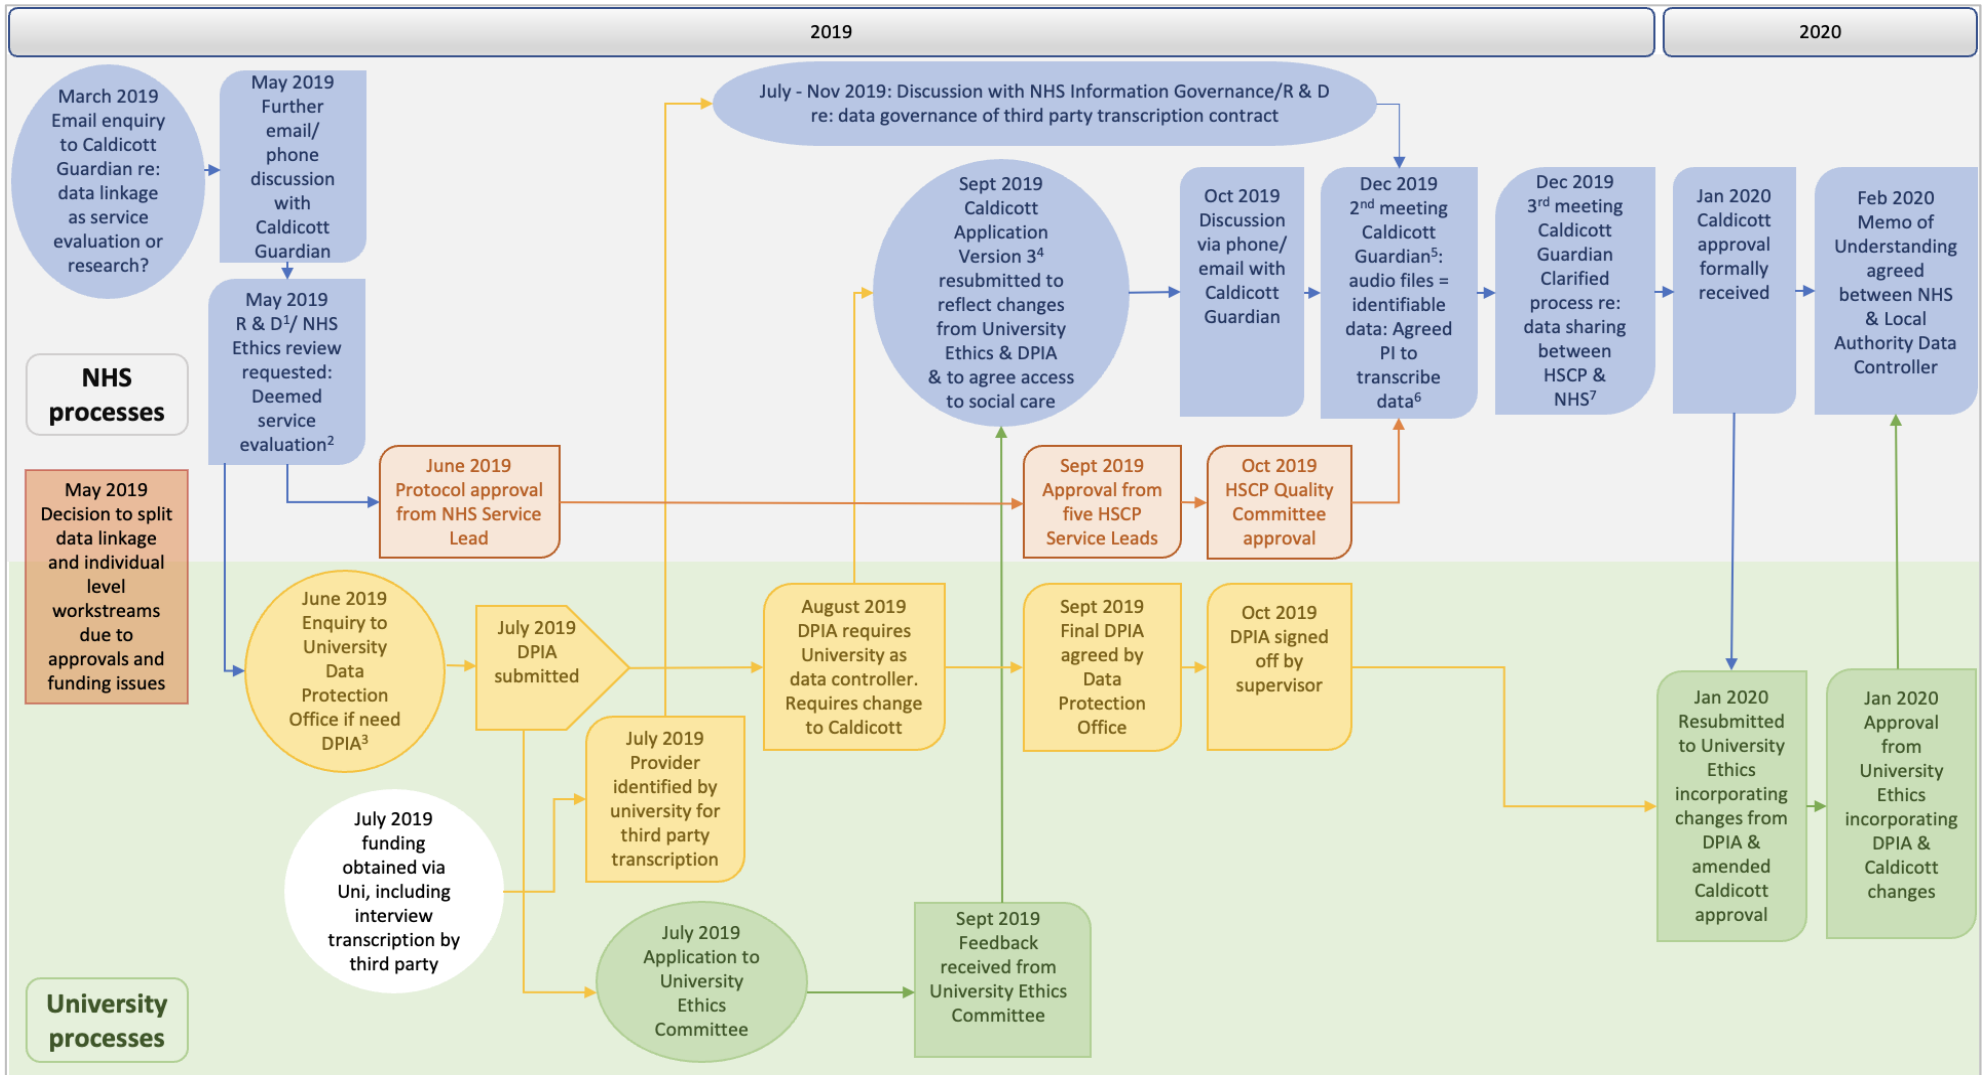 2019
2020
March 2019
Email enquiry
to Caldicott
Guardian re:
data linkage
as service
evaluation or
research?
May 2019
Further
email/
phone
discussion
with
Caldicott
Guardian
July - Nov 2019: Discussion with NHS Information Governance/R & D
re: data governance of third party transcription contract
May 2019
R & D¹/ NHS
Ethics review
requested:
Deemed
service
evaluation²
Sept 2019
Caldicott
Application
Version 3⁴
resubmitted to
reflect changes
from University
Ethics & DPIA
& to agree access
to social care
Oct 2019
Discussion
via phone/
email with
Caldicott
Guardian
Dec 2019
2ⁿᵈ meeting
Caldicott
Guardian⁵:
audio files =
identifiable
data: Agreed
PI to
transcribe
data⁶
Dec 2019
3ʳᵈ meeting
Caldicott
Guardian
Clarified
process re:
data sharing
between
HSCP &
NHS⁷
Jan 2020
Caldicott
approval
formally
received
Feb 2020
Memo of
Understanding
agreed
between NHS
& Local
Authority Data
Controller
NHS
processes
June 2019
Protocol approval
from NHS Service
Lead
Sept 2019
Approval from
five HSCP
Service Leads
Oct 2019
HSCP Quality
Committee
approval
May 2019
Decision to split
data linkage
and individual
level
workstreams
due to
approvals and
funding issues
June 2019
Enquiry to
University
Data
Protection
Office if need
DPIA³
July 2019
DPIA
submitted
July 2019
Provider
identified by
university for
third party
transcription
August 2019
DPIA requires
University as
data controller.
Requires change
to Caldicott
Sept 2019
Final DPIA
agreed by
Data
Protection
Office
Oct 2019
DPIA signed
off by
supervisor
July 2019
funding
obtained via
Uni, including
interview
transcription by
third party
July 2019
Application to
University
Ethics
Committee
Sept 2019
Feedback
received from
University Ethics
Committee
Jan 2020
Resubmitted
to University
Ethics
incorporating
changes from
DPIA &
amended
Caldicott
approval
Jan 2020
Approval
from
University
Ethics
incorporating
DPIA &
Caldicott
changes
University
processes